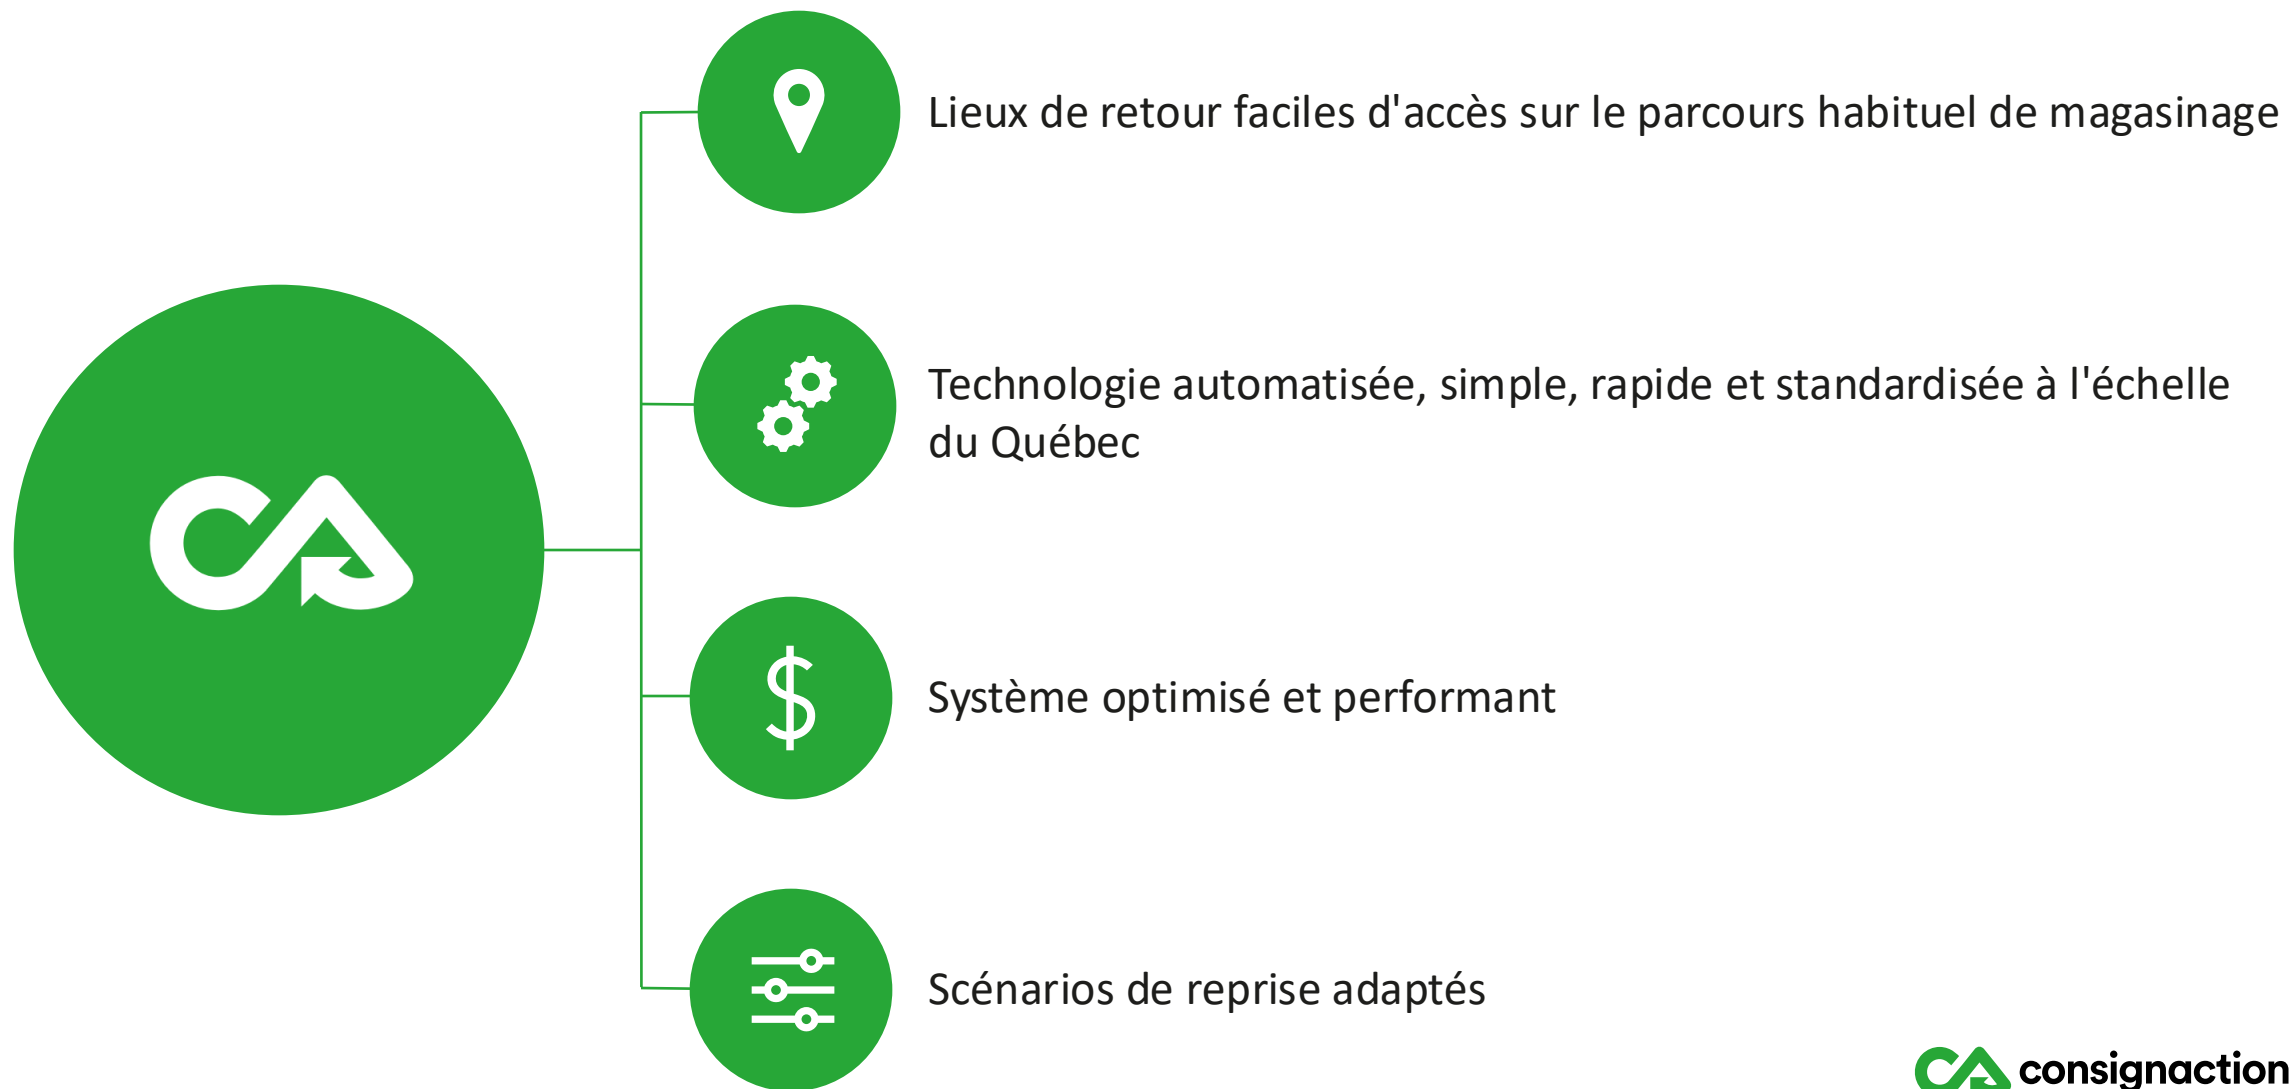 Lieux de retour faciles d'accès sur le parcours habituel de magasinage
Technologie automatisée, simple, rapide et standardisée à l'échelle
du Québec
$
Système optimisé et performant
Scénarios de reprise adaptés
consignaction